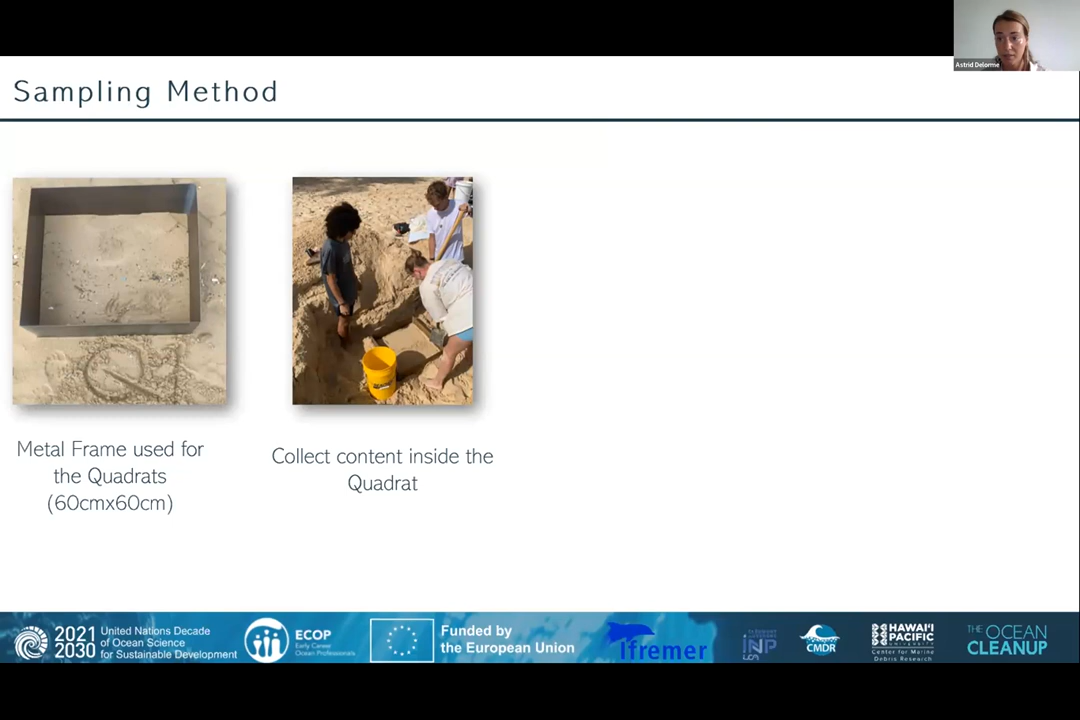 Astrid Delorme
Sampling Method
Metal Frame used for
the Quadrats
(60cmx60cm)
Collect content inside the
Quadrat
2021
2030
United Nations Decade
of Ocean Science
for Sustainable Development
ECOP
Early Career
Ocean Professionals
Funded by
the European Union
Ifremer
INP
CMDR
HAWAI'I
PACIFIC
UNIVERSITY
Center for Marine
Debris Research
THE OCEAN
CLEANUP